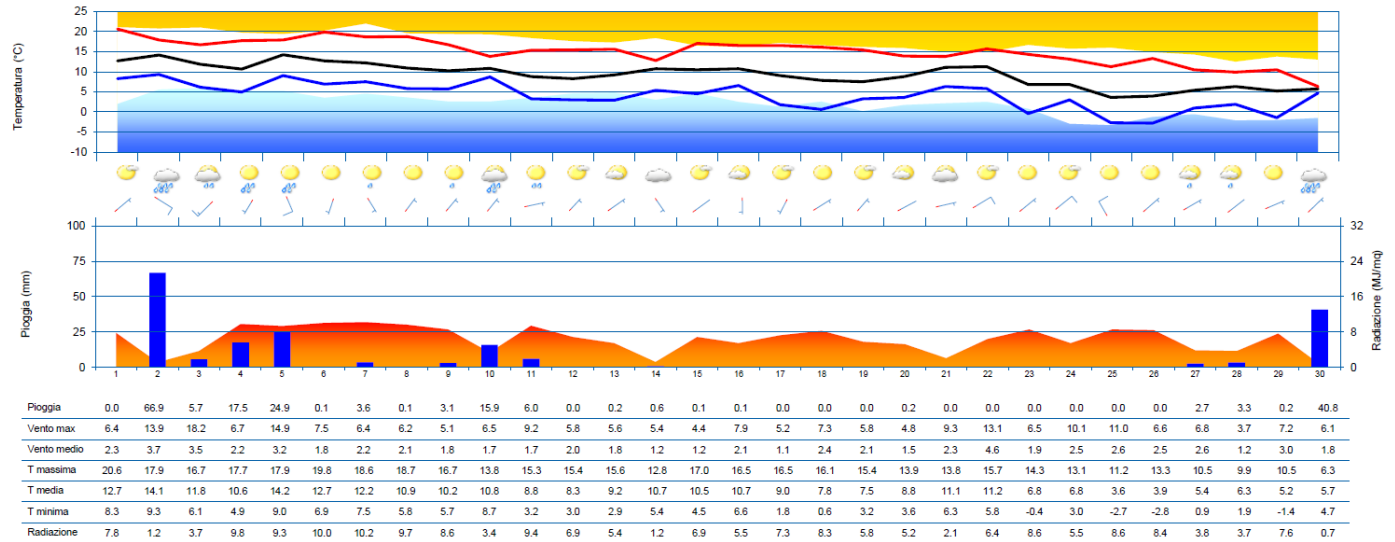 25
20
15
10
5
0
-5
-10
Temperatura (°C)
100
75
50
25
0
Pioggia (mm)
32
24
16
8
0
Radiazione (MJ/mq)
1 2 3 4 5 6 7 8 9 10 11 12 13 14 15 16 17 18 19 20 21 22 23 24 25 26 27 28 29 30
Pioggia 0.0 66.9 5.7 17.5 24.9 0.1 3.6 0.1 3.1 15.9 6.0 0.0 0.2 0.6 0.1 0.1 0.0 0.0 0.0 0.2 0.0 0.0 0.0 0.0 0.0 0.0 2.7 3.3 0.2 40.8
Vento max 6.4 13.9 18.2 6.7 14.9 7.5 6.4 6.2 5.1 6.5 9.2 5.8 5.6 5.4 4.4 7.9 5.2 7.3 5.8 4.8 9.3 13.1 6.5 10.1 11.0 6.6 6.8 3.7 7.2 6.1
Vento medio 2.3 3.7 3.5 2.2 3.2 1.8 2.2 2.1 1.8 1.7 1.7 2.0 1.8 1.2 1.2 2.1 1.1 2.4 2.1 1.5 2.3 4.6 1.9 2.5 2.6 2.5 2.6 1.2 3.0 1.8
T massima 20.6 17.9 16.7 17.7 17.9 19.8 18.6 18.7 16.7 13.8 15.3 15.4 15.6 12.8 17.0 16.5 16.5 16.1 15.4 13.9 13.8 15.7 14.3 13.1 11.2 13.3 10.5 9.9 10.5 6.3
T media 12.7 14.1 11.8 10.6 14.2 12.7 12.2 10.9 10.2 10.8 8.8 8.3 9.2 10.7 10.5 10.7 9.0 7.8 7.5 8.8 11.1 11.2 6.8 6.8 3.6 3.9 5.4 6.3 5.2 5.7
T minima 8.3 9.3 6.1 4.9 9.0 6.9 7.5 5.8 5.7 8.7 3.2 3.0 2.9 5.4 4.5 6.6 1.8 0.6 3.2 3.6 6.3 5.8 -0.4 3.0 -2.7 -2.8 0.9 1.9 -1.4 4.7
Radiazione 7.8 1.2 3.7 9.8 9.3 10.0 10.2 9.7 8.6 3.4 9.4 6.9 5.4 1.2 6.9 5.5 7.3 8.3 5.8 5.2 2.1 6.4 8.6 5.5 8.6 8.4 3.8 3.7 7.6 0.7